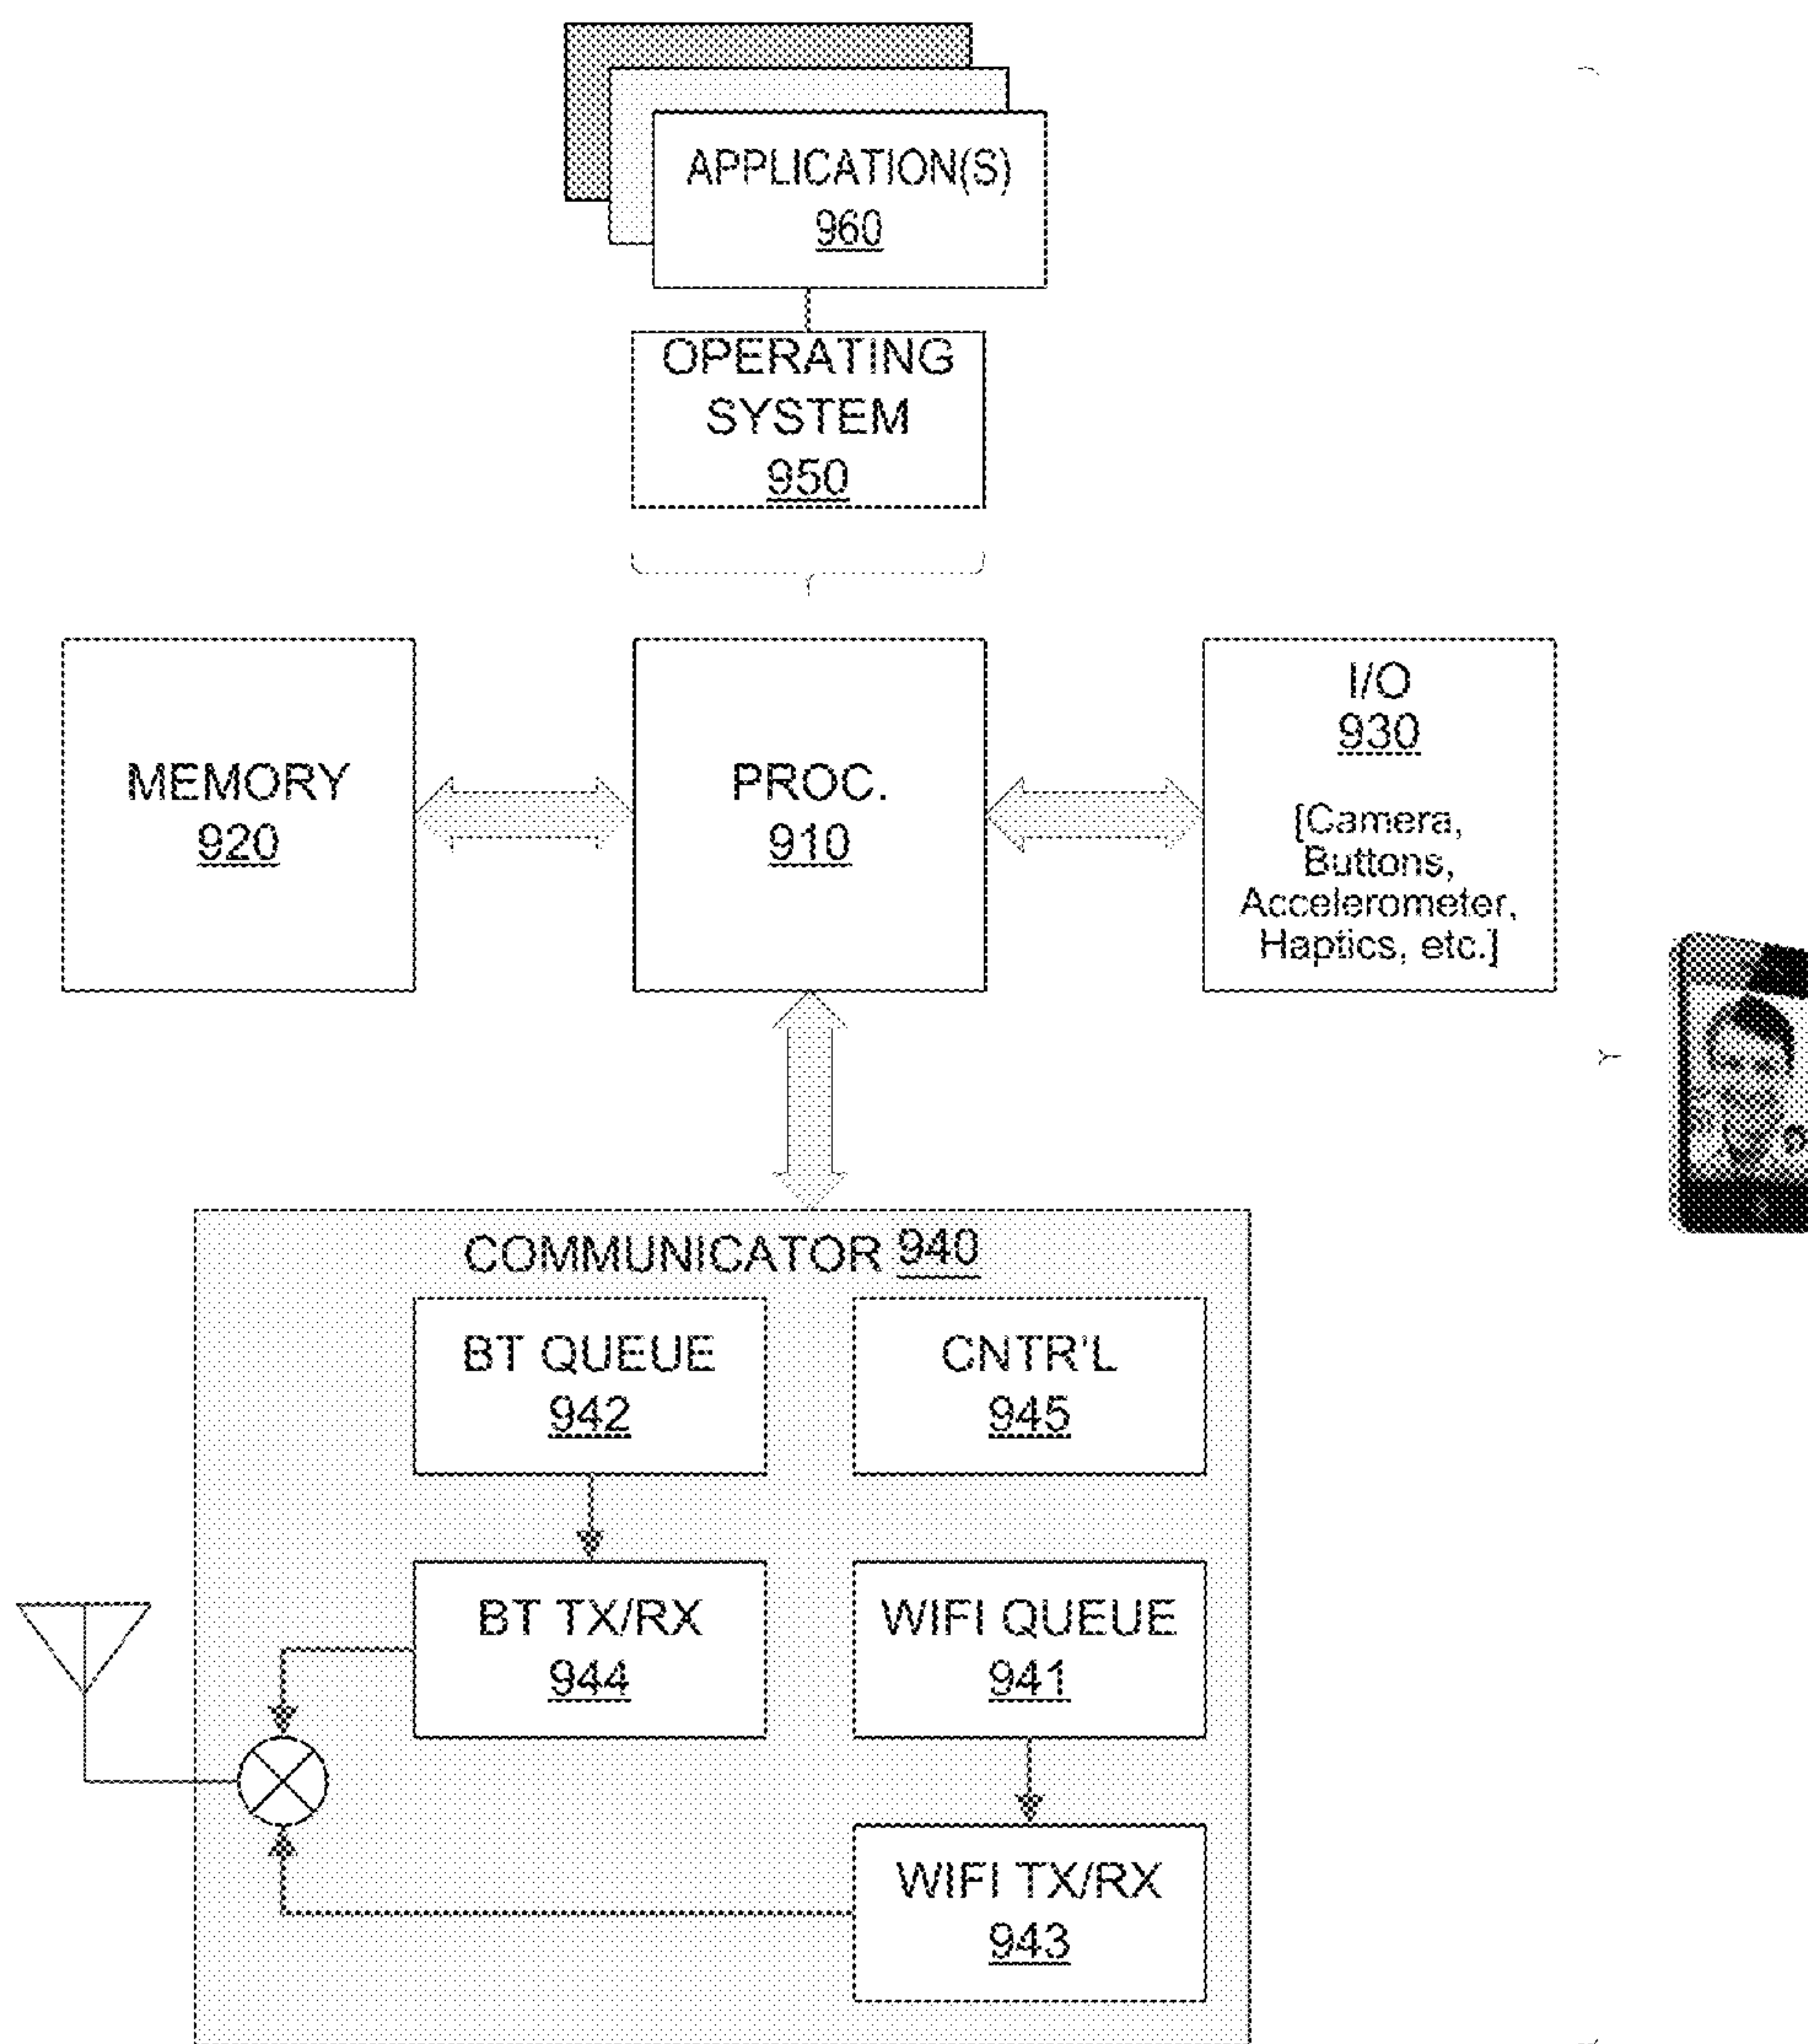 APPLICATION(S)
960
OPERATING
SYSTEM
950
MEMORY
920
PROC.
910
I/O
930
[Camera,
Buttons,
Accelerometer,
Haptics, etc.]
COMMUNICATOR 940
BT QUEUE
942
CNTR'L
945
BT TX/RX
944
WIFI QUEUE
941
WIFI TX/RX
943